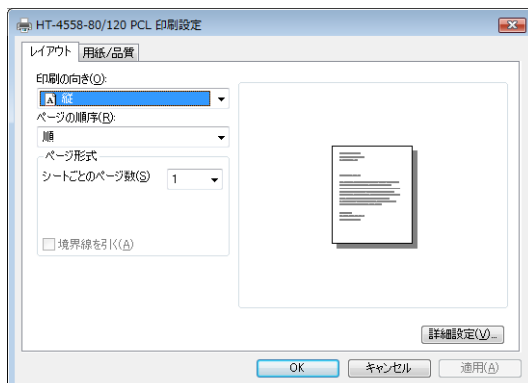 HT-4558-80/120 PCL 印刷設定
レイアウト 用紙/品質
印刷の向き(O):
A 縦
ページの順序(R):
順
ページ形式
シートごとのページ数(S) 1
境界線を引く(A)
詳細設定(V)...
OK キャンセル 適用(A)